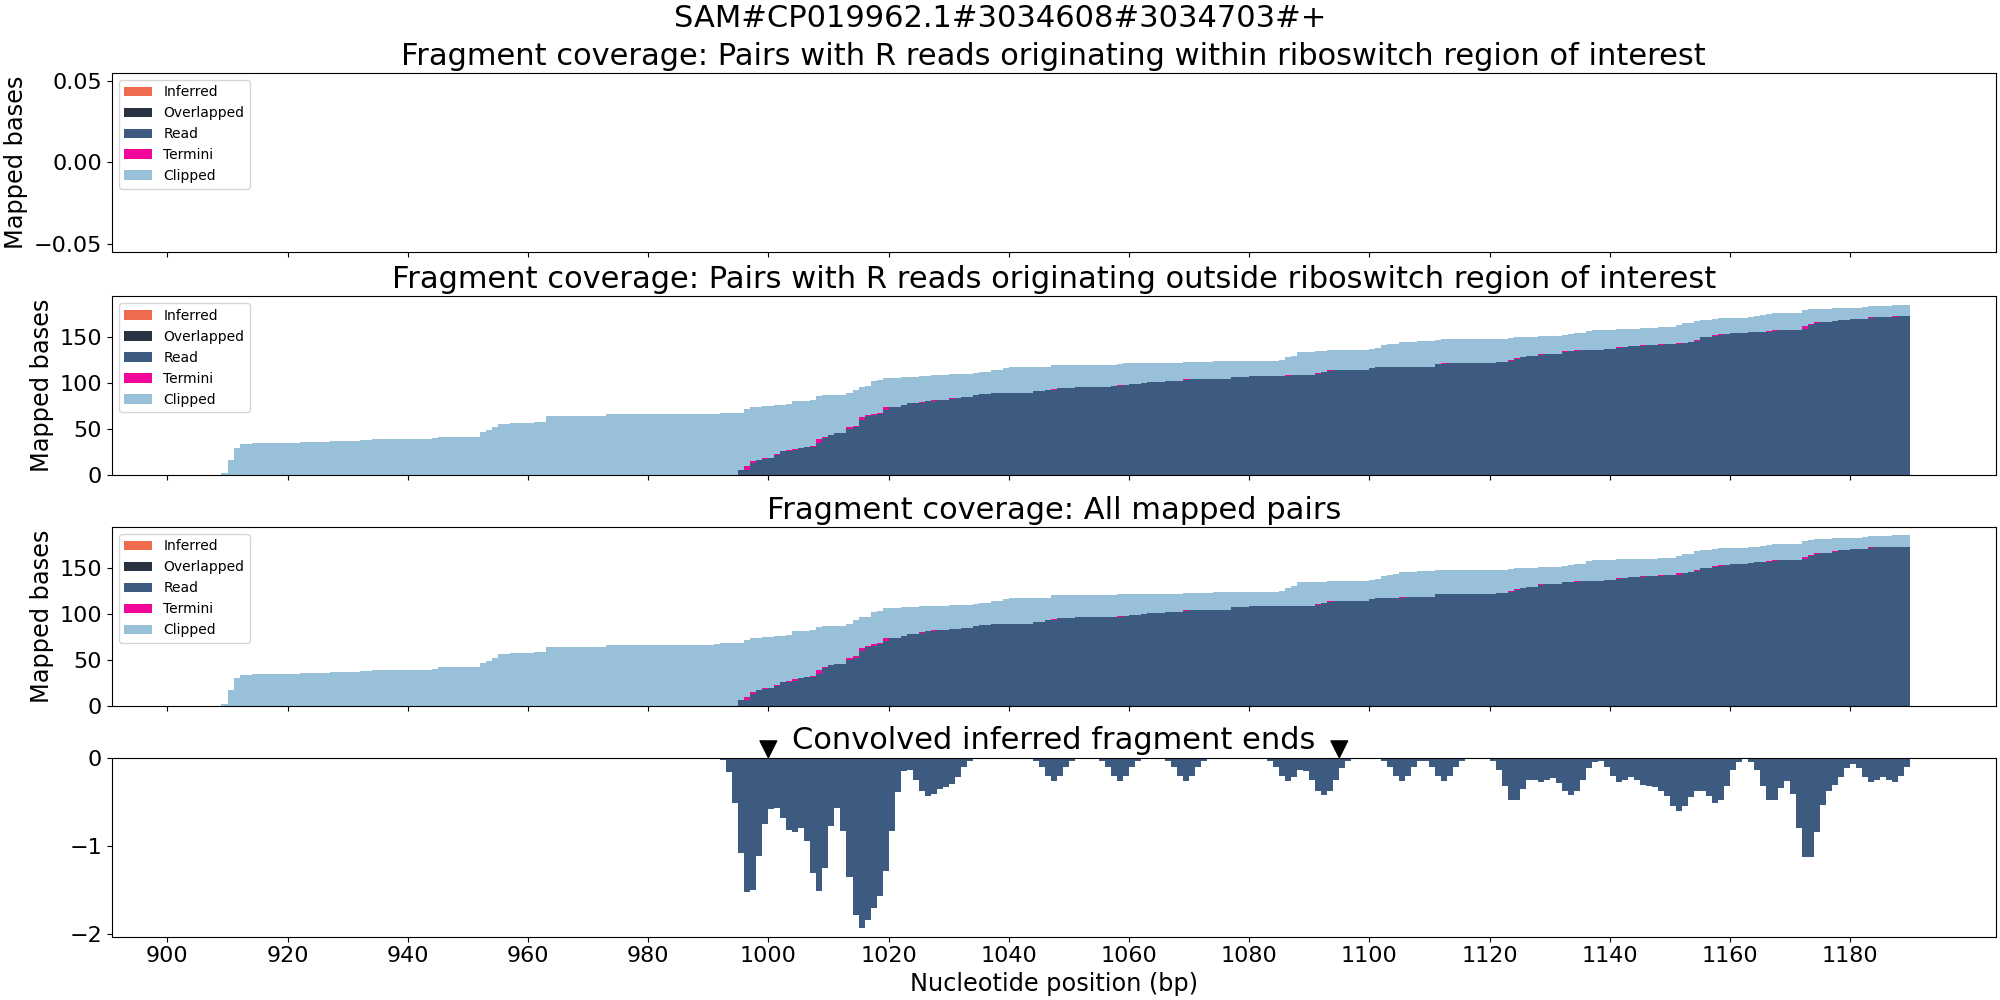 SAM#CP019962.1#3034608#3034703#+
Fragment coverage: Pairs with R reads originating within riboswitch region of interest
Mapped bases
0.05
0.00
−0.05
Inferred
Overlapped
Read
Termini
Clipped
Fragment coverage: Pairs with R reads originating outside riboswitch region of interest
Mapped bases
150
100
50
0
Inferred
Overlapped
Read
Termini
Clipped
Fragment coverage: All mapped pairs
Mapped bases
150
100
50
0
Inferred
Overlapped
Read
Termini
Clipped
Convolved inferred fragment ends
0
−1
−2
900 920 940 960 980 1000 1020 1040 1060 1080 1100 1120 1140 1160 1180
Nucleotide position (bp)